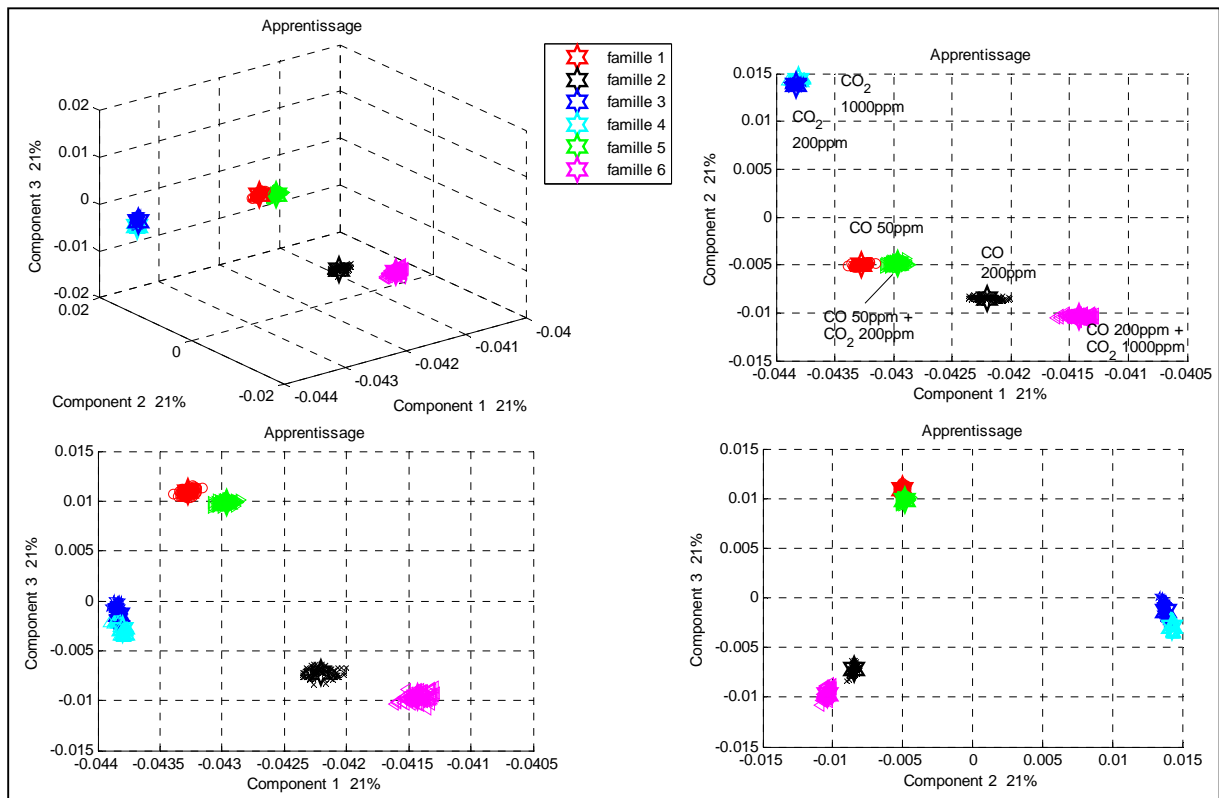 Apprentissage
0.02
0.01
0
-0.01
-0.02
Component 3 21%
0.02
0
-0.02
Component 2 21%
-0.044
-0.043
-0.042
-0.041
-0.04
Component 1 21%
famille 1
famille 2
famille 3
famille 4
famille 5
famille 6
Apprentissage
0.015
0.01
0.005
0
-0.005
-0.01
-0.015
Component 2 21%
CO2
1000ppm
CO2
200ppm
CO 50ppm
CO
200ppm
CO 50ppm +
CO2 200ppm
CO 200ppm +
CO2 1000ppm
-0.044 -0.0435 -0.043 -0.0425 -0.042 -0.0415 -0.041 -0.0405
Component 1 21%
Apprentissage
0.015
0.01
0.005
0
-0.005
-0.01
-0.015
Component 3 21%
-0.044 -0.0435 -0.043 -0.0425 -0.042 -0.0415 -0.041 -0.0405
Component 1 21%
Apprentissage
0.015
0.01
0.005
0
-0.005
-0.01
-0.015
Component 3 21%
-0.015 -0.01 -0.005 0 0.005 0.01 0.015
Component 2 21%